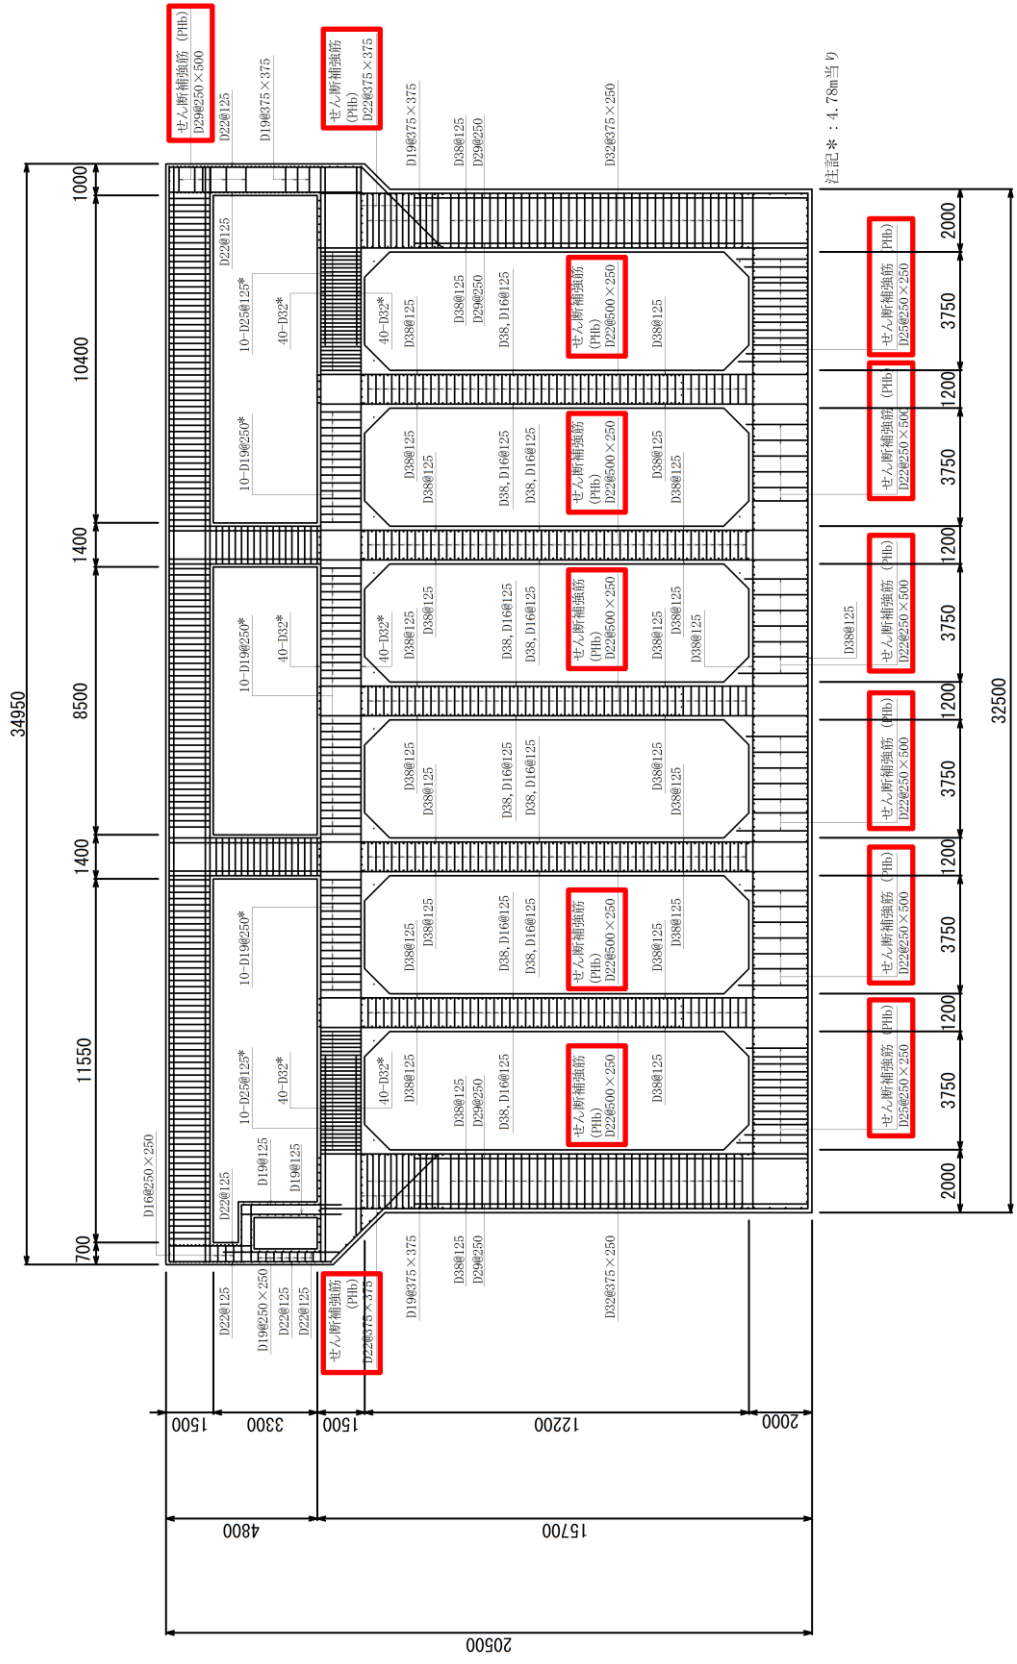 34950
700
11550
1400
8500
1400
10400
1000
せん断補強筋 (PHb)
D29@250×500
D22@125
D19@375×375
せん断補強筋
(PHb)
D22@375×375
D19@375×375
D38@125
D29@250
D32@375×250
注記＊：4.78m当り
D16@250×250
D22@125
D19@125
D19@125
D22@125
D19@250×250
D22@125
D22@125
せん断補強筋
(PHb)
D22@375×375
D19@375×375
D38@125
D29@250
D32@375×250
10-D25@125*
40-D32*
10-D19@250*
10-D19@250*
40-D32*
10-D19@250*
D22@125
10-D25@125*
40-D32*
40-D32*
D38@125
D38@125
D29@250
D38,D16@125
せん断補強筋
(PHb)
D22@500×250
D38@125
D38@125
D38@125
D38,D16@125
D38,D16@125
せん断補強筋
(PHb)
D22@500×250
D38@125
D38@125
D38@125
D38@125
D38,D16@125
D38,D16@125
D38@125
D38@125
40-D32*
D38@125
D38@125
D38,D16@125
D38,D16@125
せん断補強筋
(PHb)
D22@500×250
D38@125
D38@125
D38@125
D38@125
D38@125
D38@125
D38,D16@125
D38,D16@125
せん断補強筋
(PHb)
D22@500×250
D38@125
D38@125
40-D32*
D38@125
D38@125
D29@250
D38,D16@125
せん断補強筋
(PHb)
D22@500×250
D38@125
せん断補強筋 (PHb)
D25@250×250
せん断補強筋 (PHb)
D22@250×500
せん断補強筋 (PHb)
D22@250×500
せん断補強筋 (PHb)
D22@250×500
せん断補強筋 (PHb)
D22@250×500
せん断補強筋 (PHb)
D25@250×250
2000
3750
1200
3750
1200
3750
1200
3750
1200
3750
1200
3750
2000
32500
1500
3300
1500
12200
2000
4800
15700
20500